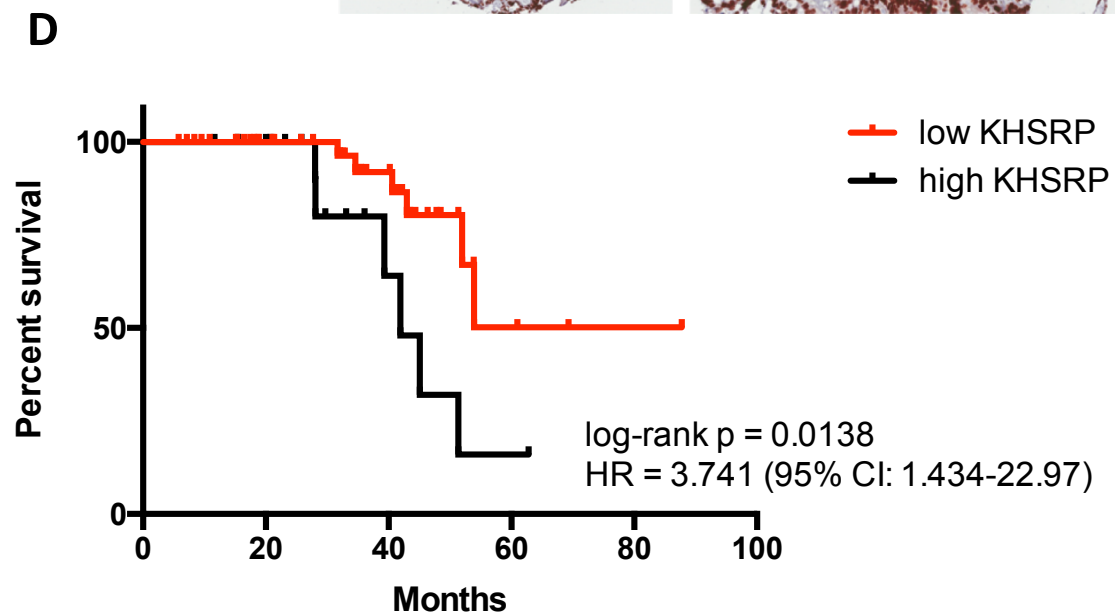 D
low KHSRP
high KHSRP
100
50
0
Percent survival
log-rank p = 0.0138
HR = 3.741 (95% CI: 1.434-22.97)
0 20 40 60 80 100
Months